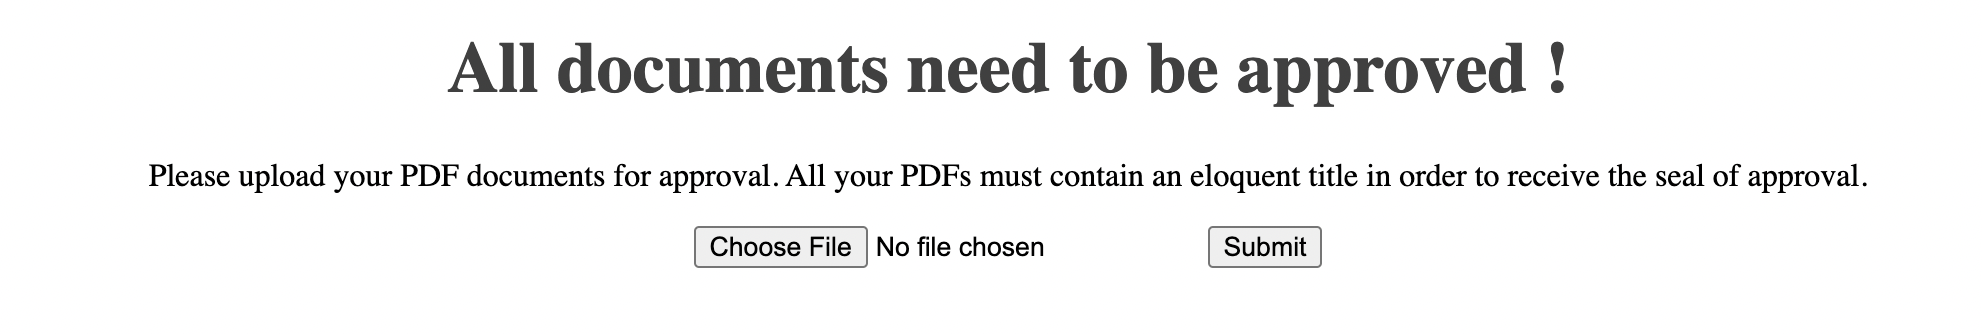 All documents need to be approved !
Please upload your PDF documents for approval. All your PDFs must contain an eloquent title in order to receive the seal of approval.
Choose File No file chosen Submit